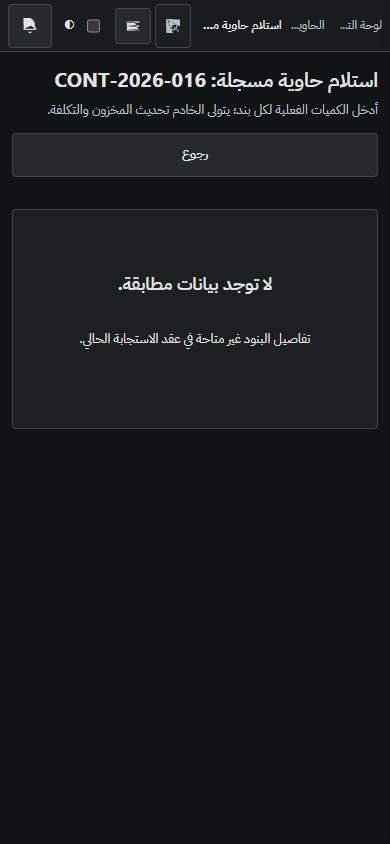 لوحة التـ... الحاويـ... استلام حاوية مـ...
استلام حاوية مسجلة: CONT-2026-016
أدخل الكميات الفعلية لكل بند؛ يتولى الخادم تحديث المخزون والتكلفة.
رجوع
لا توجد بيانات مطابقة.
تفاصيل البنود غير متاحة في عقد الاستجابة الحالي.